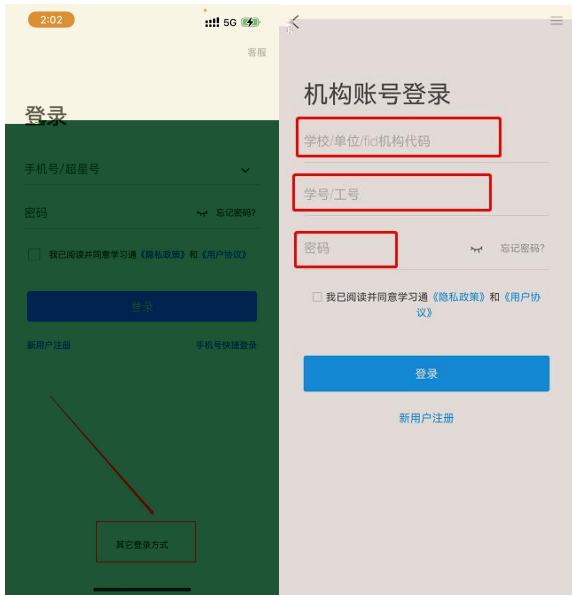 2:02
5G
客服
登录
手机号/超星号
密码
忘记密码?
我已阅读并同意学习通《隐私政策》和《用户协议》
登录
新用户注册
手机号快捷登录
其它登录方式
机构账号登录
学校/单位/fid机构代码
学号/工号
密码
忘记密码?
我已阅读并同意学习通《隐私政策》和《用户协
议》
登录
新用户注册